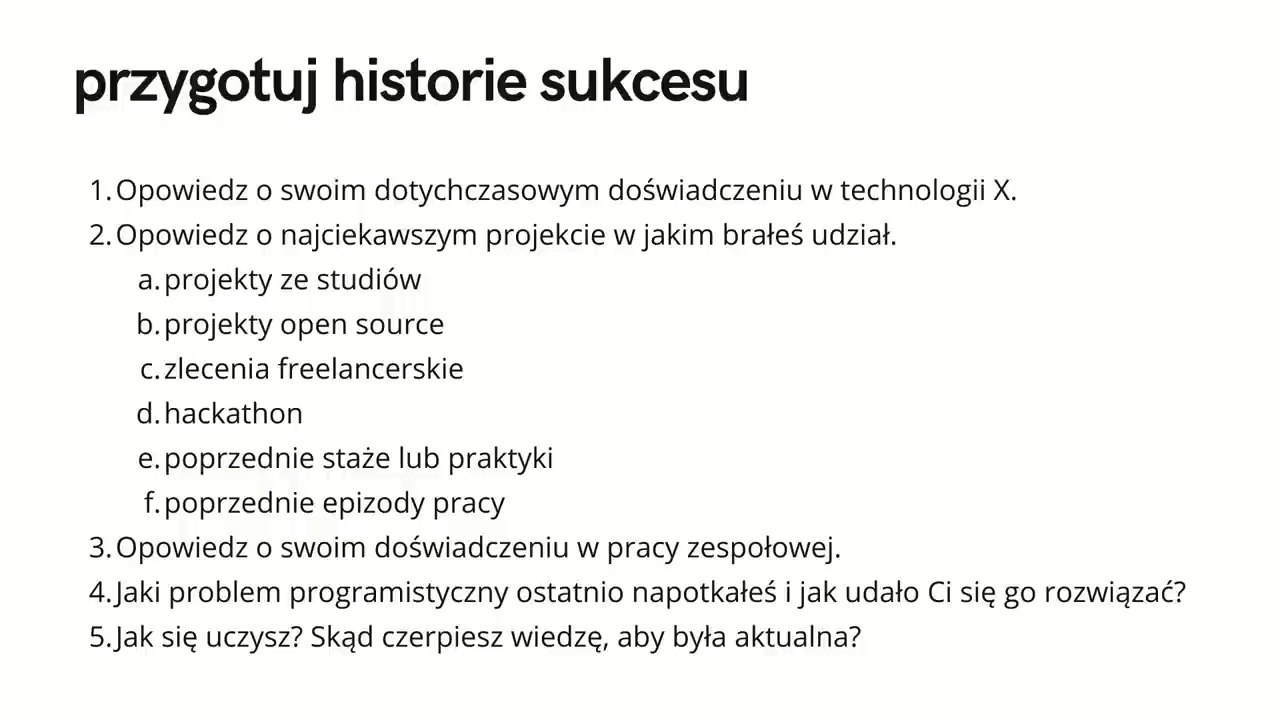 przygotuj historie sukcesu
1. Opowiedz o swoim dotychczasowym doświadczeniu w technologii X.
2. Opowiedz o najciekawszym projekcie w jakim brałeś udział.
a. projekty ze studiów
b. projekty open source
c. zlecenia freelancerskie
d. hackathon
e. poprzednie staże lub praktyki
f. poprzednie epizody pracy
3. Opowiedz o swoim doświadczeniu w pracy zespołowej.
4. Jaki problem programistyczny ostatnio napotkałeś i jak udało Ci się go rozwiązać?
5. Jak się uczysz? Skąd czerpiesz wiedzę, aby była aktualna?